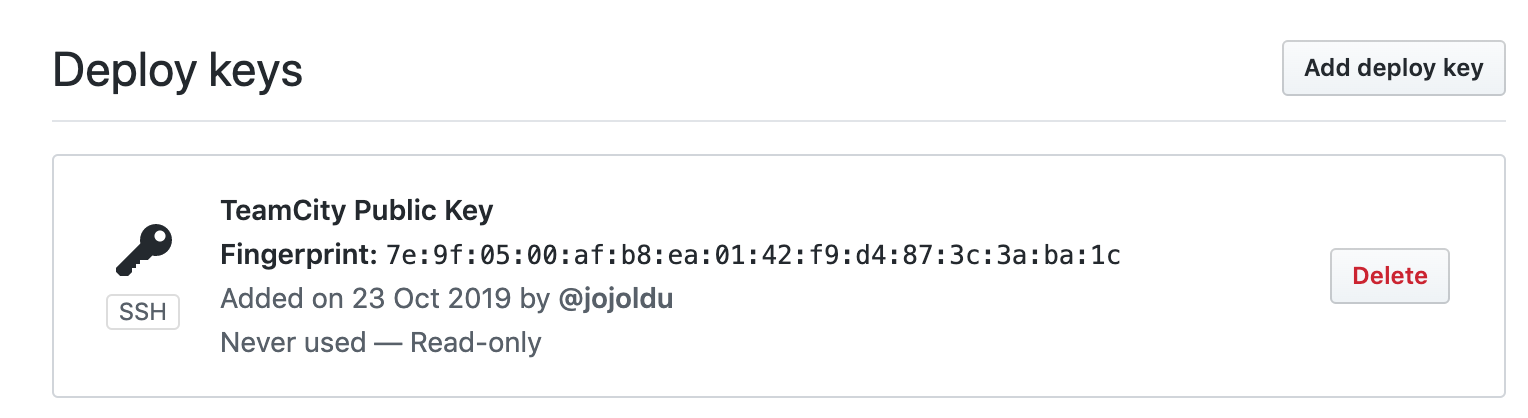 Deploy keys
Add deploy key
TeamCity Public Key
Fingerprint: 7e:9f:05:00:af:b8:ea:01:42:f9:d4:87:3c:3a:ba:1c
SSH
Added on 23 Oct 2019 by @jojoldu
Never used — Read-only
Delete